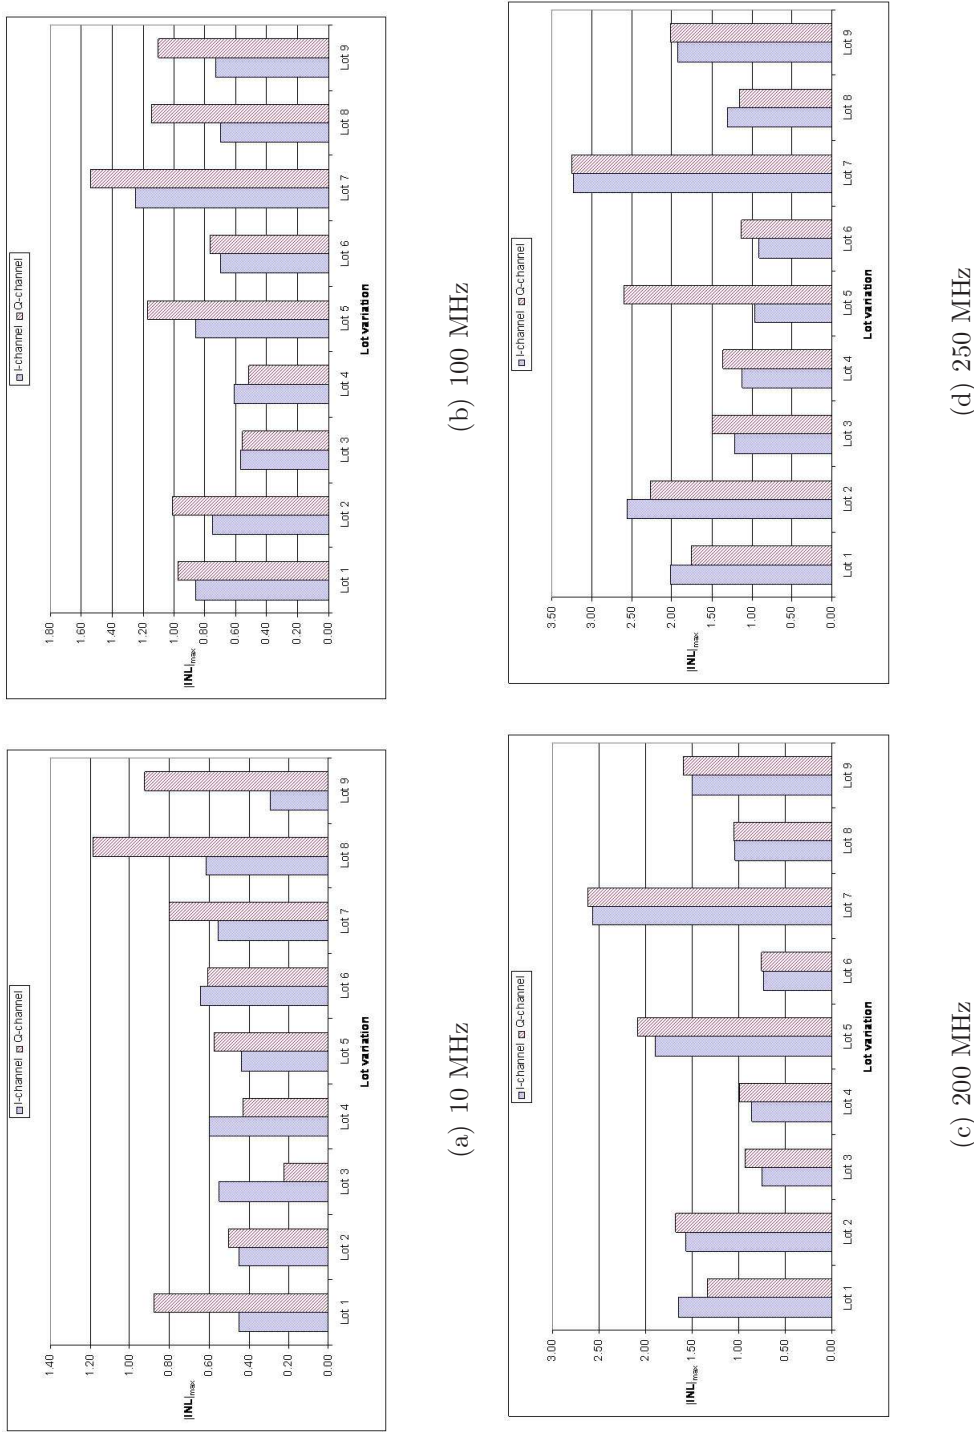 I-channel Q-channel
1.40
1.20
1.00
0.80
0.60
0.40
0.20
0.00
|INL|max
Lot 1 Lot 2 Lot 3 Lot 4 Lot 5 Lot 6 Lot 7 Lot 8 Lot 9
Lot variation
(a) 10 MHz
I-channel Q-channel
1.80
1.60
1.40
1.20
1.00
0.80
0.60
0.40
0.20
0.00
|INL|max
Lot 1 Lot 2 Lot 3 Lot 4 Lot 5 Lot 6 Lot 7 Lot 8 Lot 9
Lot variation
(b) 100 MHz
I-channel Q-channel
3.00
2.50
2.00
1.50
1.00
0.50
0.00
|INL|max
Lot 1 Lot 2 Lot 3 Lot 4 Lot 5 Lot 6 Lot 7 Lot 8 Lot 9
Lot variation
(c) 200 MHz
I-channel Q-channel
3.50
3.00
2.50
2.00
1.50
1.00
0.50
0.00
|INL|max
Lot 1 Lot 2 Lot 3 Lot 4 Lot 5 Lot 6 Lot 7 Lot 8 Lot 9
Lot variation
(d) 250 MHz